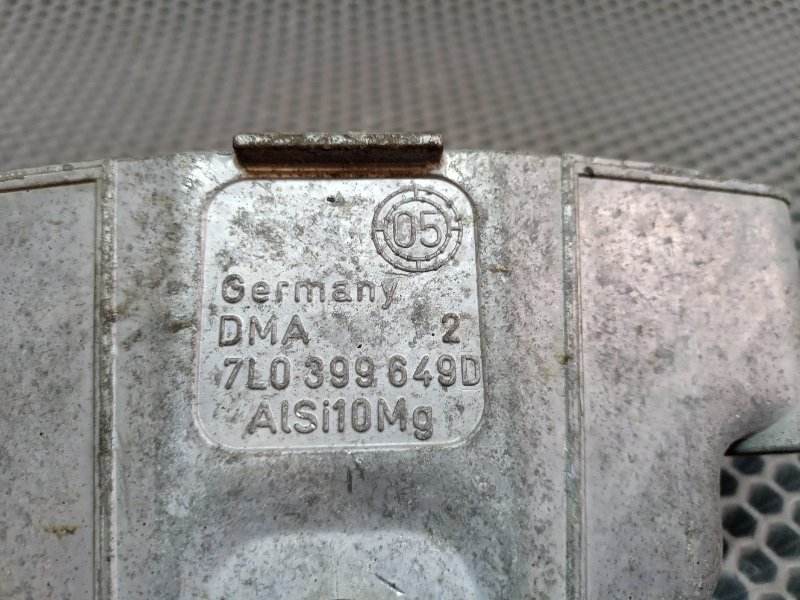 05
Germany
DMA 2
7L0 399 649D
AlSi10Mg